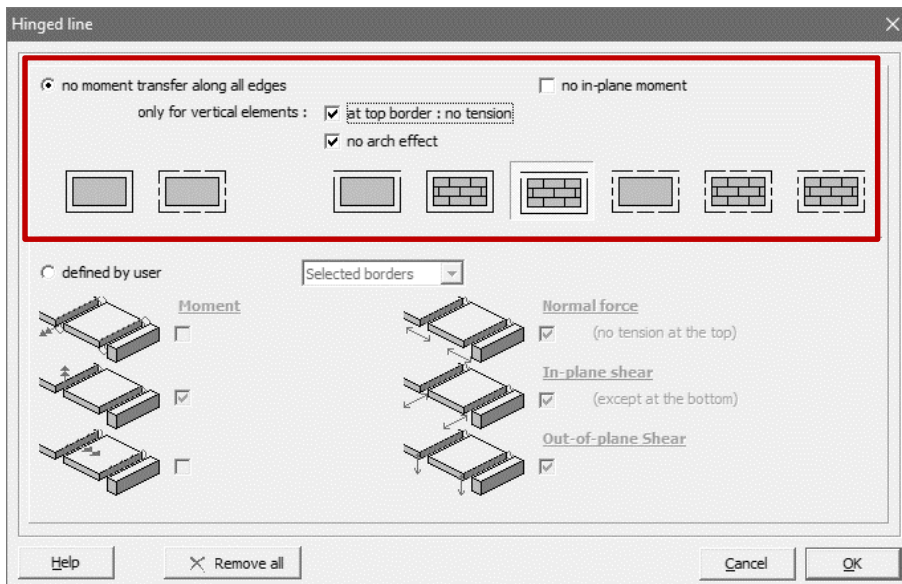 Hinged line
no moment transfer along all edges
no in-plane moment
only for vertical elements :
at top border : no tension
no arch effect
defined by user
Selected borders
Moment
Normal force
(no tension at the top)
In-plane shear
(except at the bottom)
Out-of-plane Shear
Help
Remove all
Cancel
OK